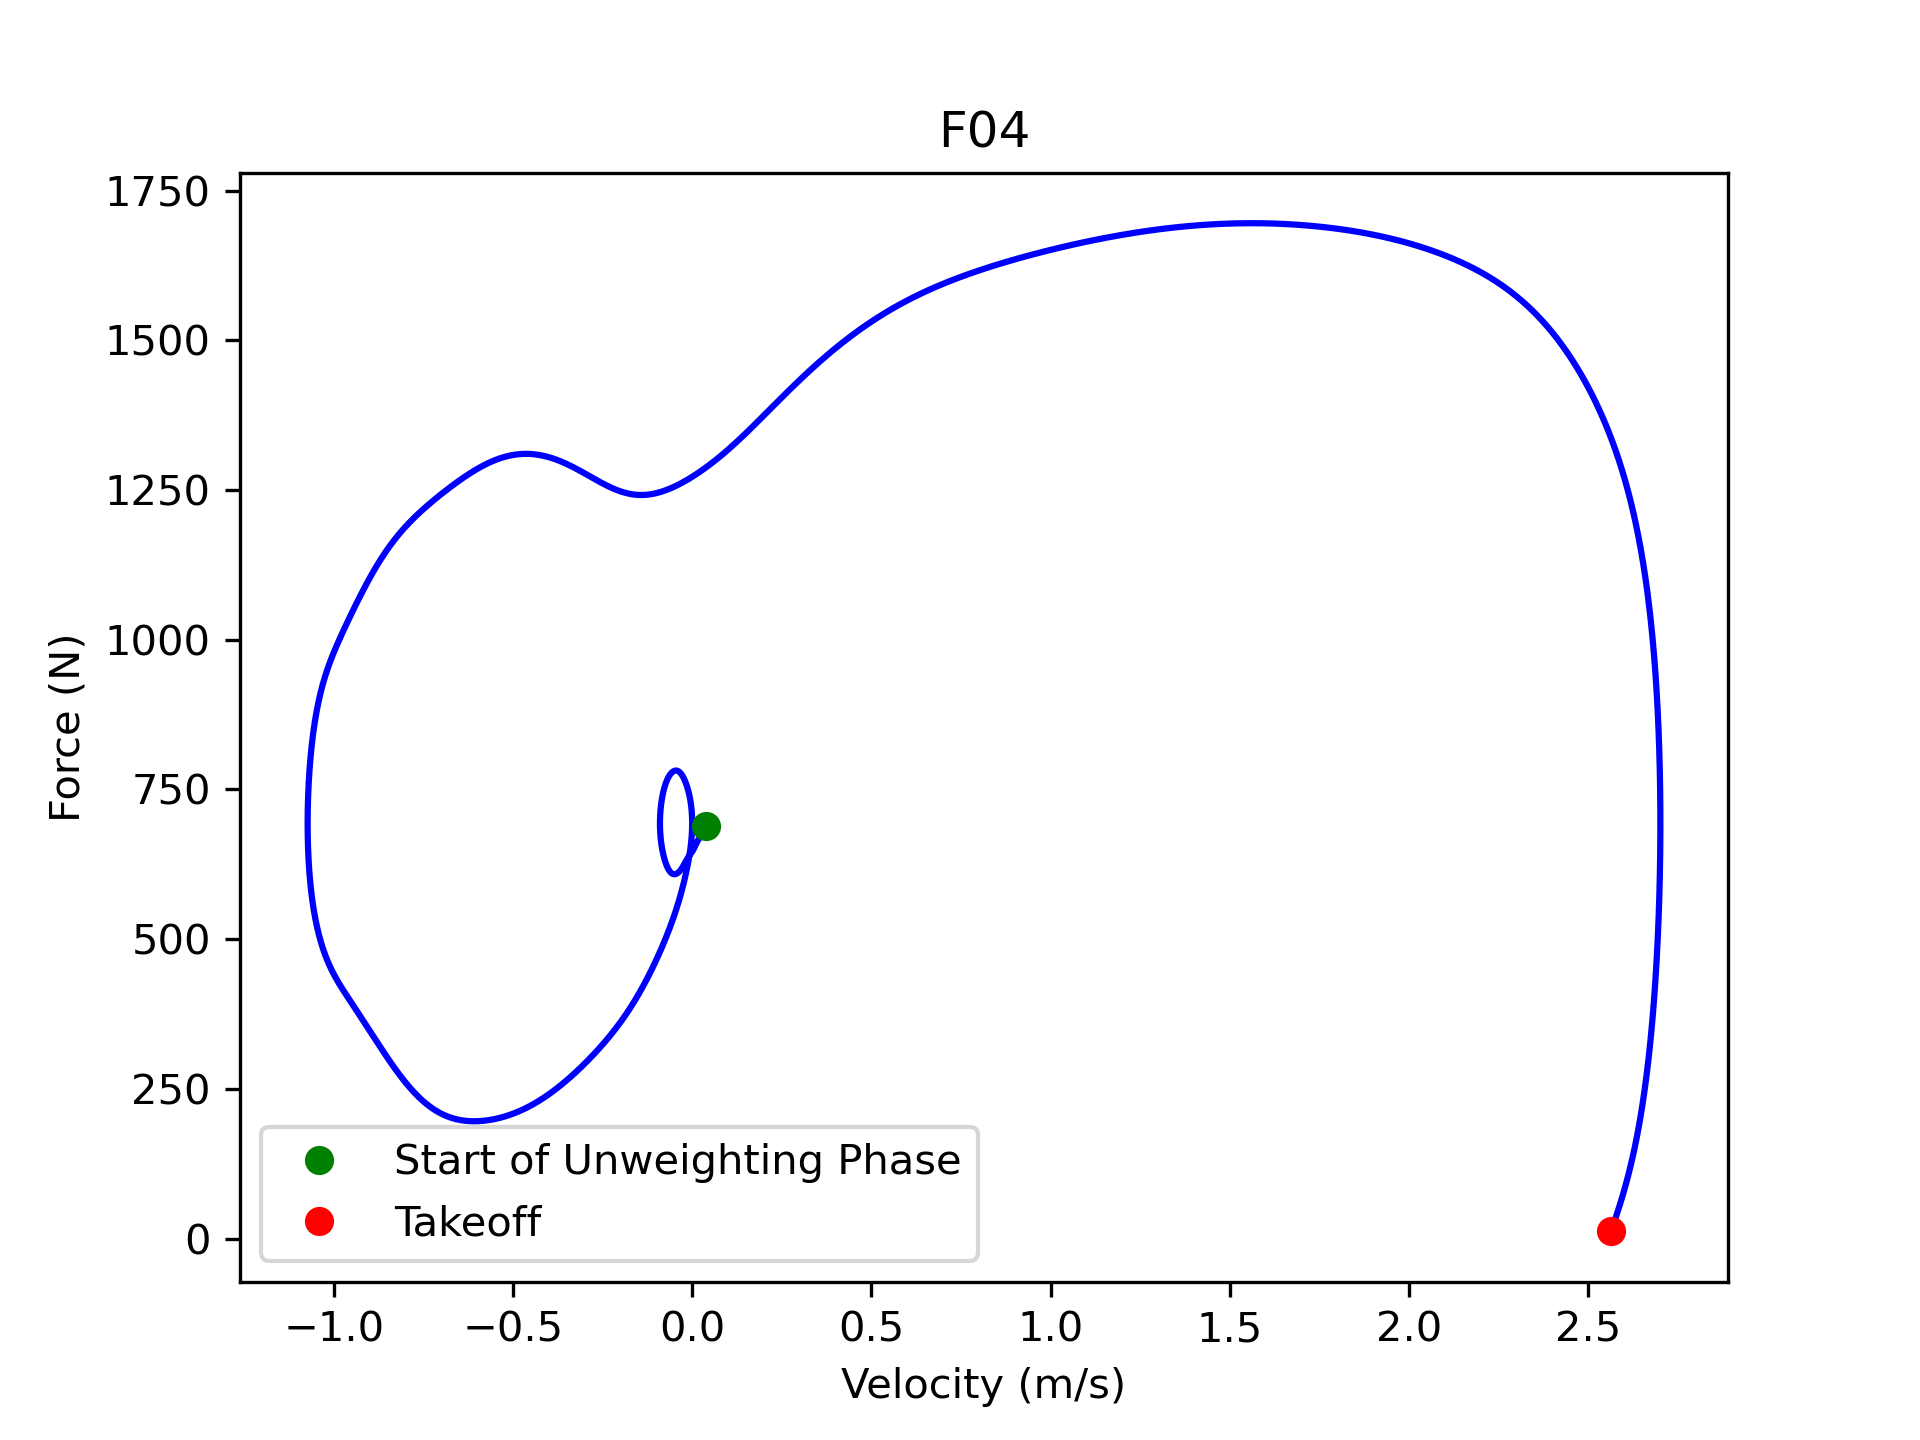 F04
1750
1500
1250
1000
750
500
250
0
Force (N)
Start of Unweighting Phase
Takeoff
−1.0 −0.5 0.0 0.5 1.0 1.5 2.0 2.5
Velocity (m/s)